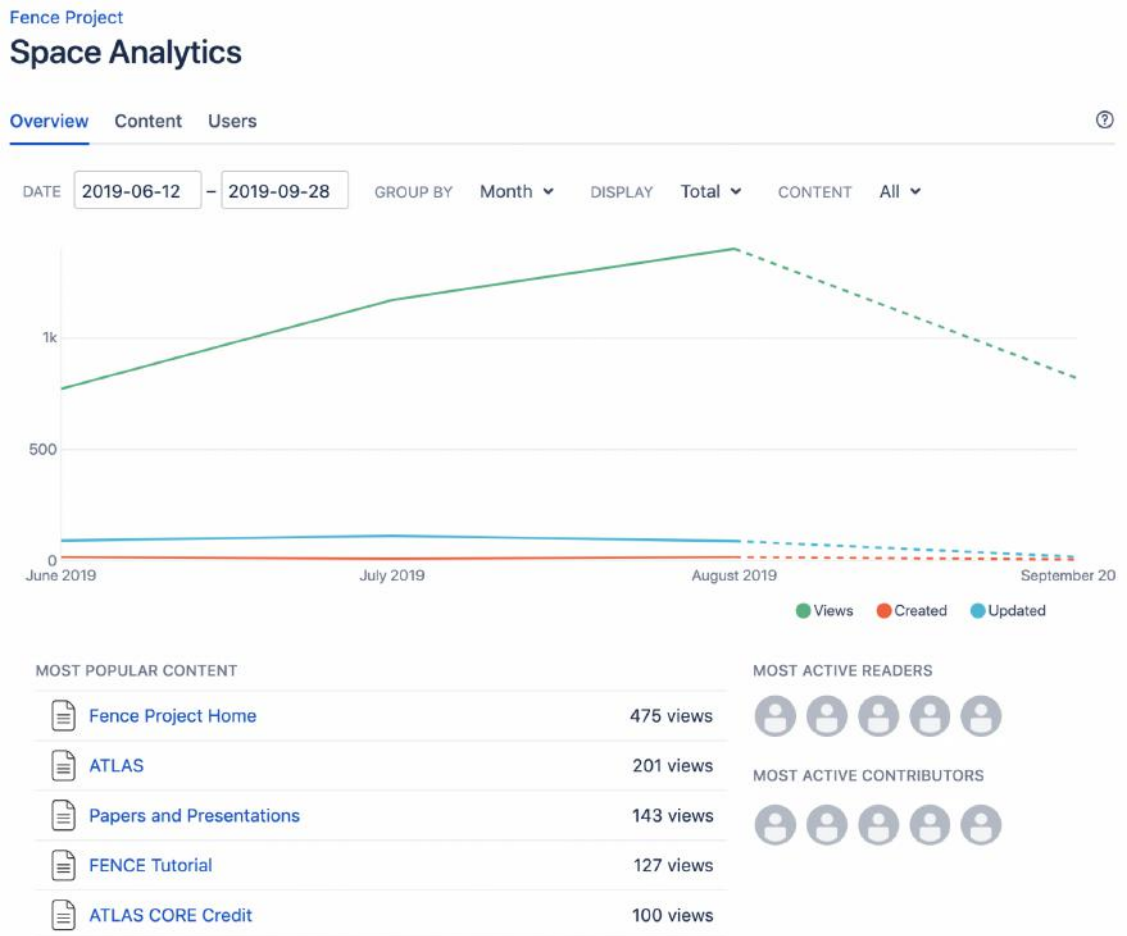 Fence Project
Space Analytics
Overview Content Users
DATE 2019-06-12 – 2019-09-28 GROUP BY Month DISPLAY Total CONTENT All
1k
500
0
June 2019 July 2019 August 2019 September 20
Views Created Updated
MOST POPULAR CONTENT
Fence Project Home 475 views
ATLAS 201 views
Papers and Presentations 143 views
FENCE Tutorial 127 views
ATLAS CORE Credit 100 views
MOST ACTIVE READERS
MOST ACTIVE CONTRIBUTORS